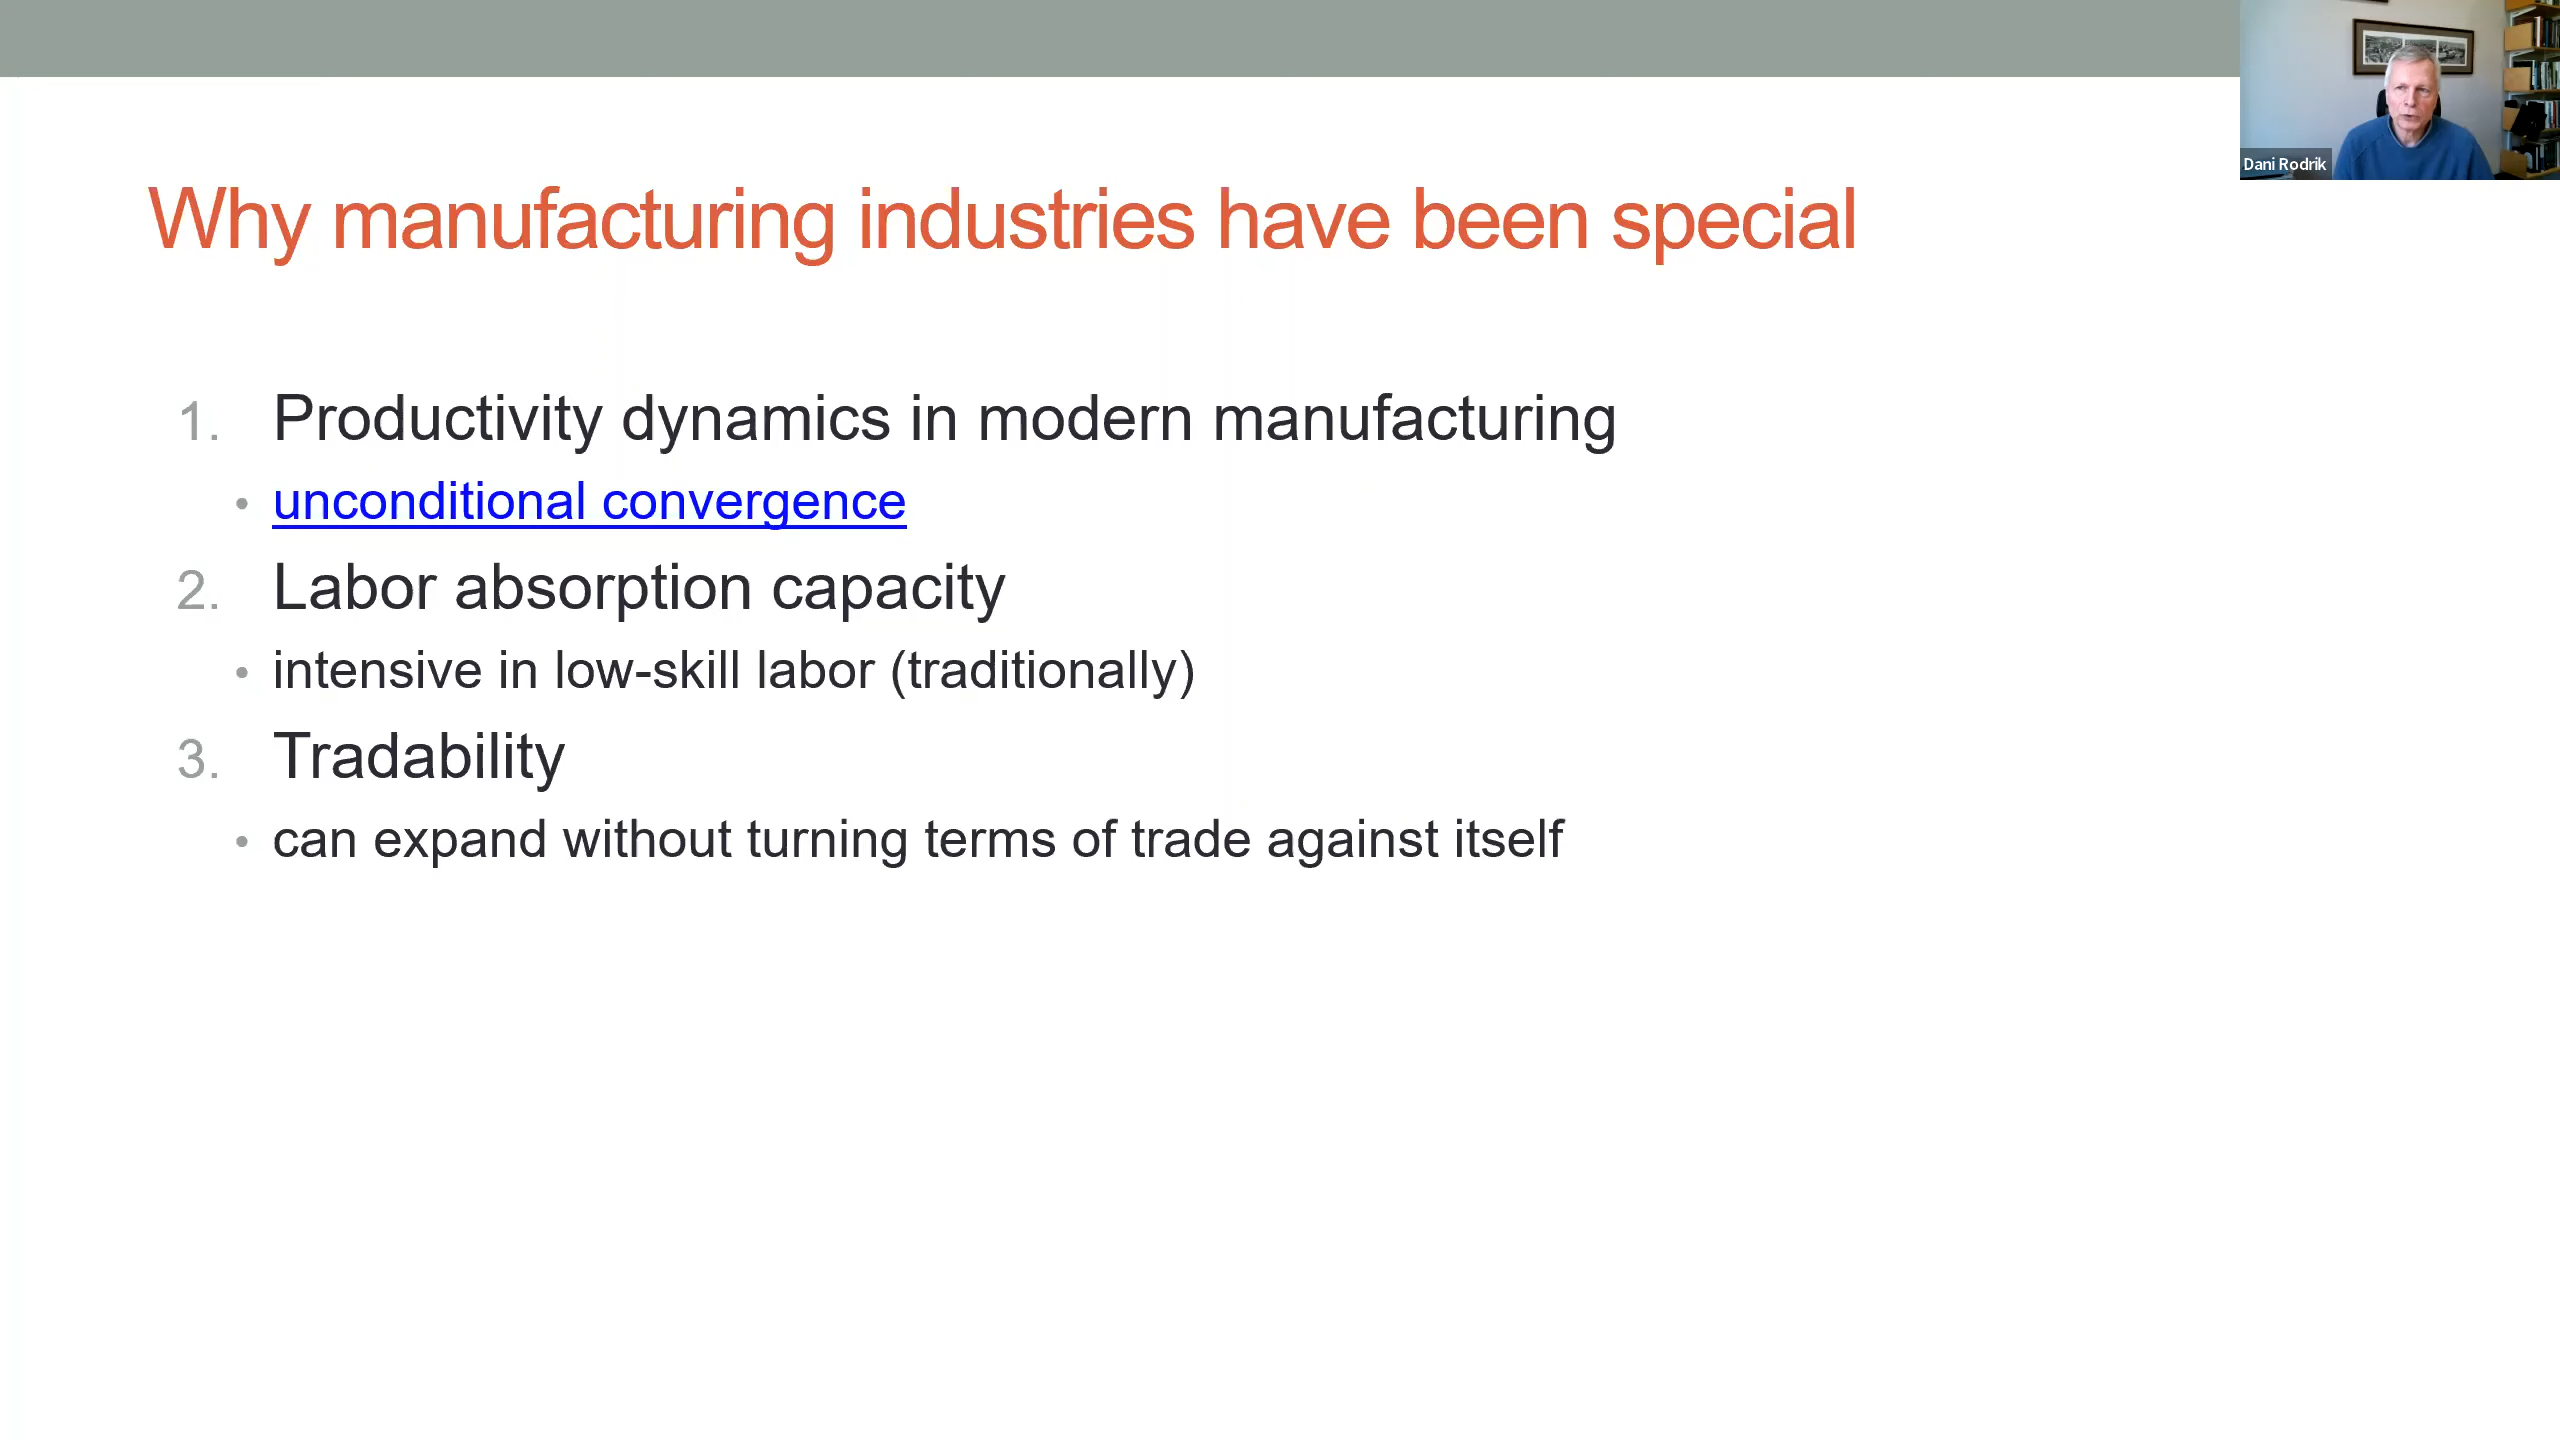 Dani Rodrik
Why manufacturing industries have been special
1. Productivity dynamics in modern manufacturing
• unconditional convergence
2. Labor absorption capacity
• intensive in low-skill labor (traditionally)
3. Tradability
• can expand without turning terms of trade against itself